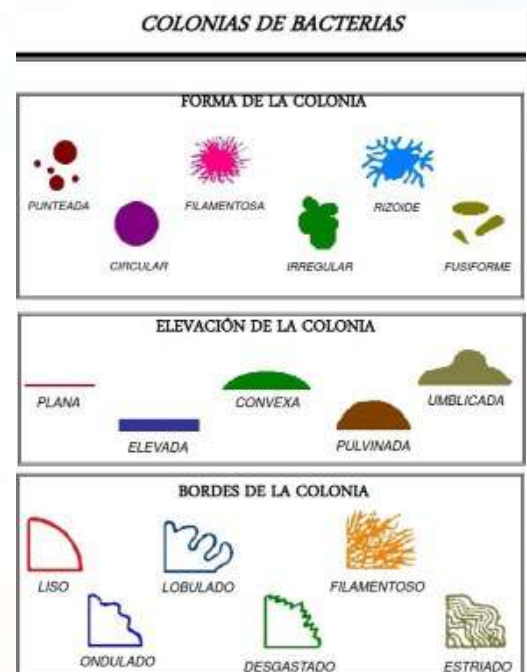 COLONIAS DE BACTERIAS
FORMA DE LA COLONIA
PUNTEADA
FILAMENTOSA
RIZOIDE
CIRCULAR
IRREGULAR
FUSIFORME
ELEVACIÓN DE LA COLONIA
PLANA
CONVEXA
UMBLICADA
ELEVADA
PULVINADA
BORDES DE LA COLONIA
LISO
LOBULADO
FILAMENTOSO
ONDULADO
DESGASTADO
ESTRIADO